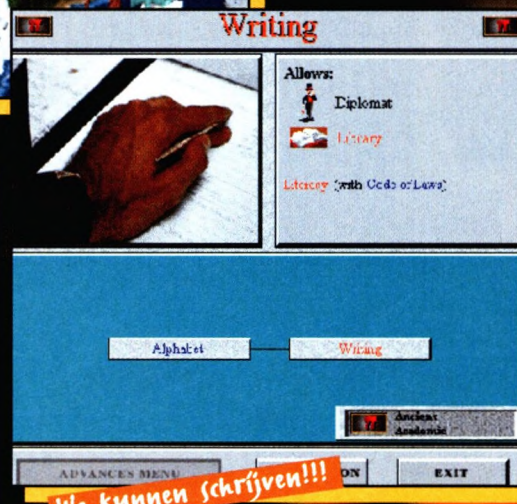 Writing
Allows:
Diplomat
Library
Literacy (with Code of Laws)
Alphabet
Writing
Ancient
Academic
ADVANCES MENU
ON
EXIT
We kunnen schrijven!!!